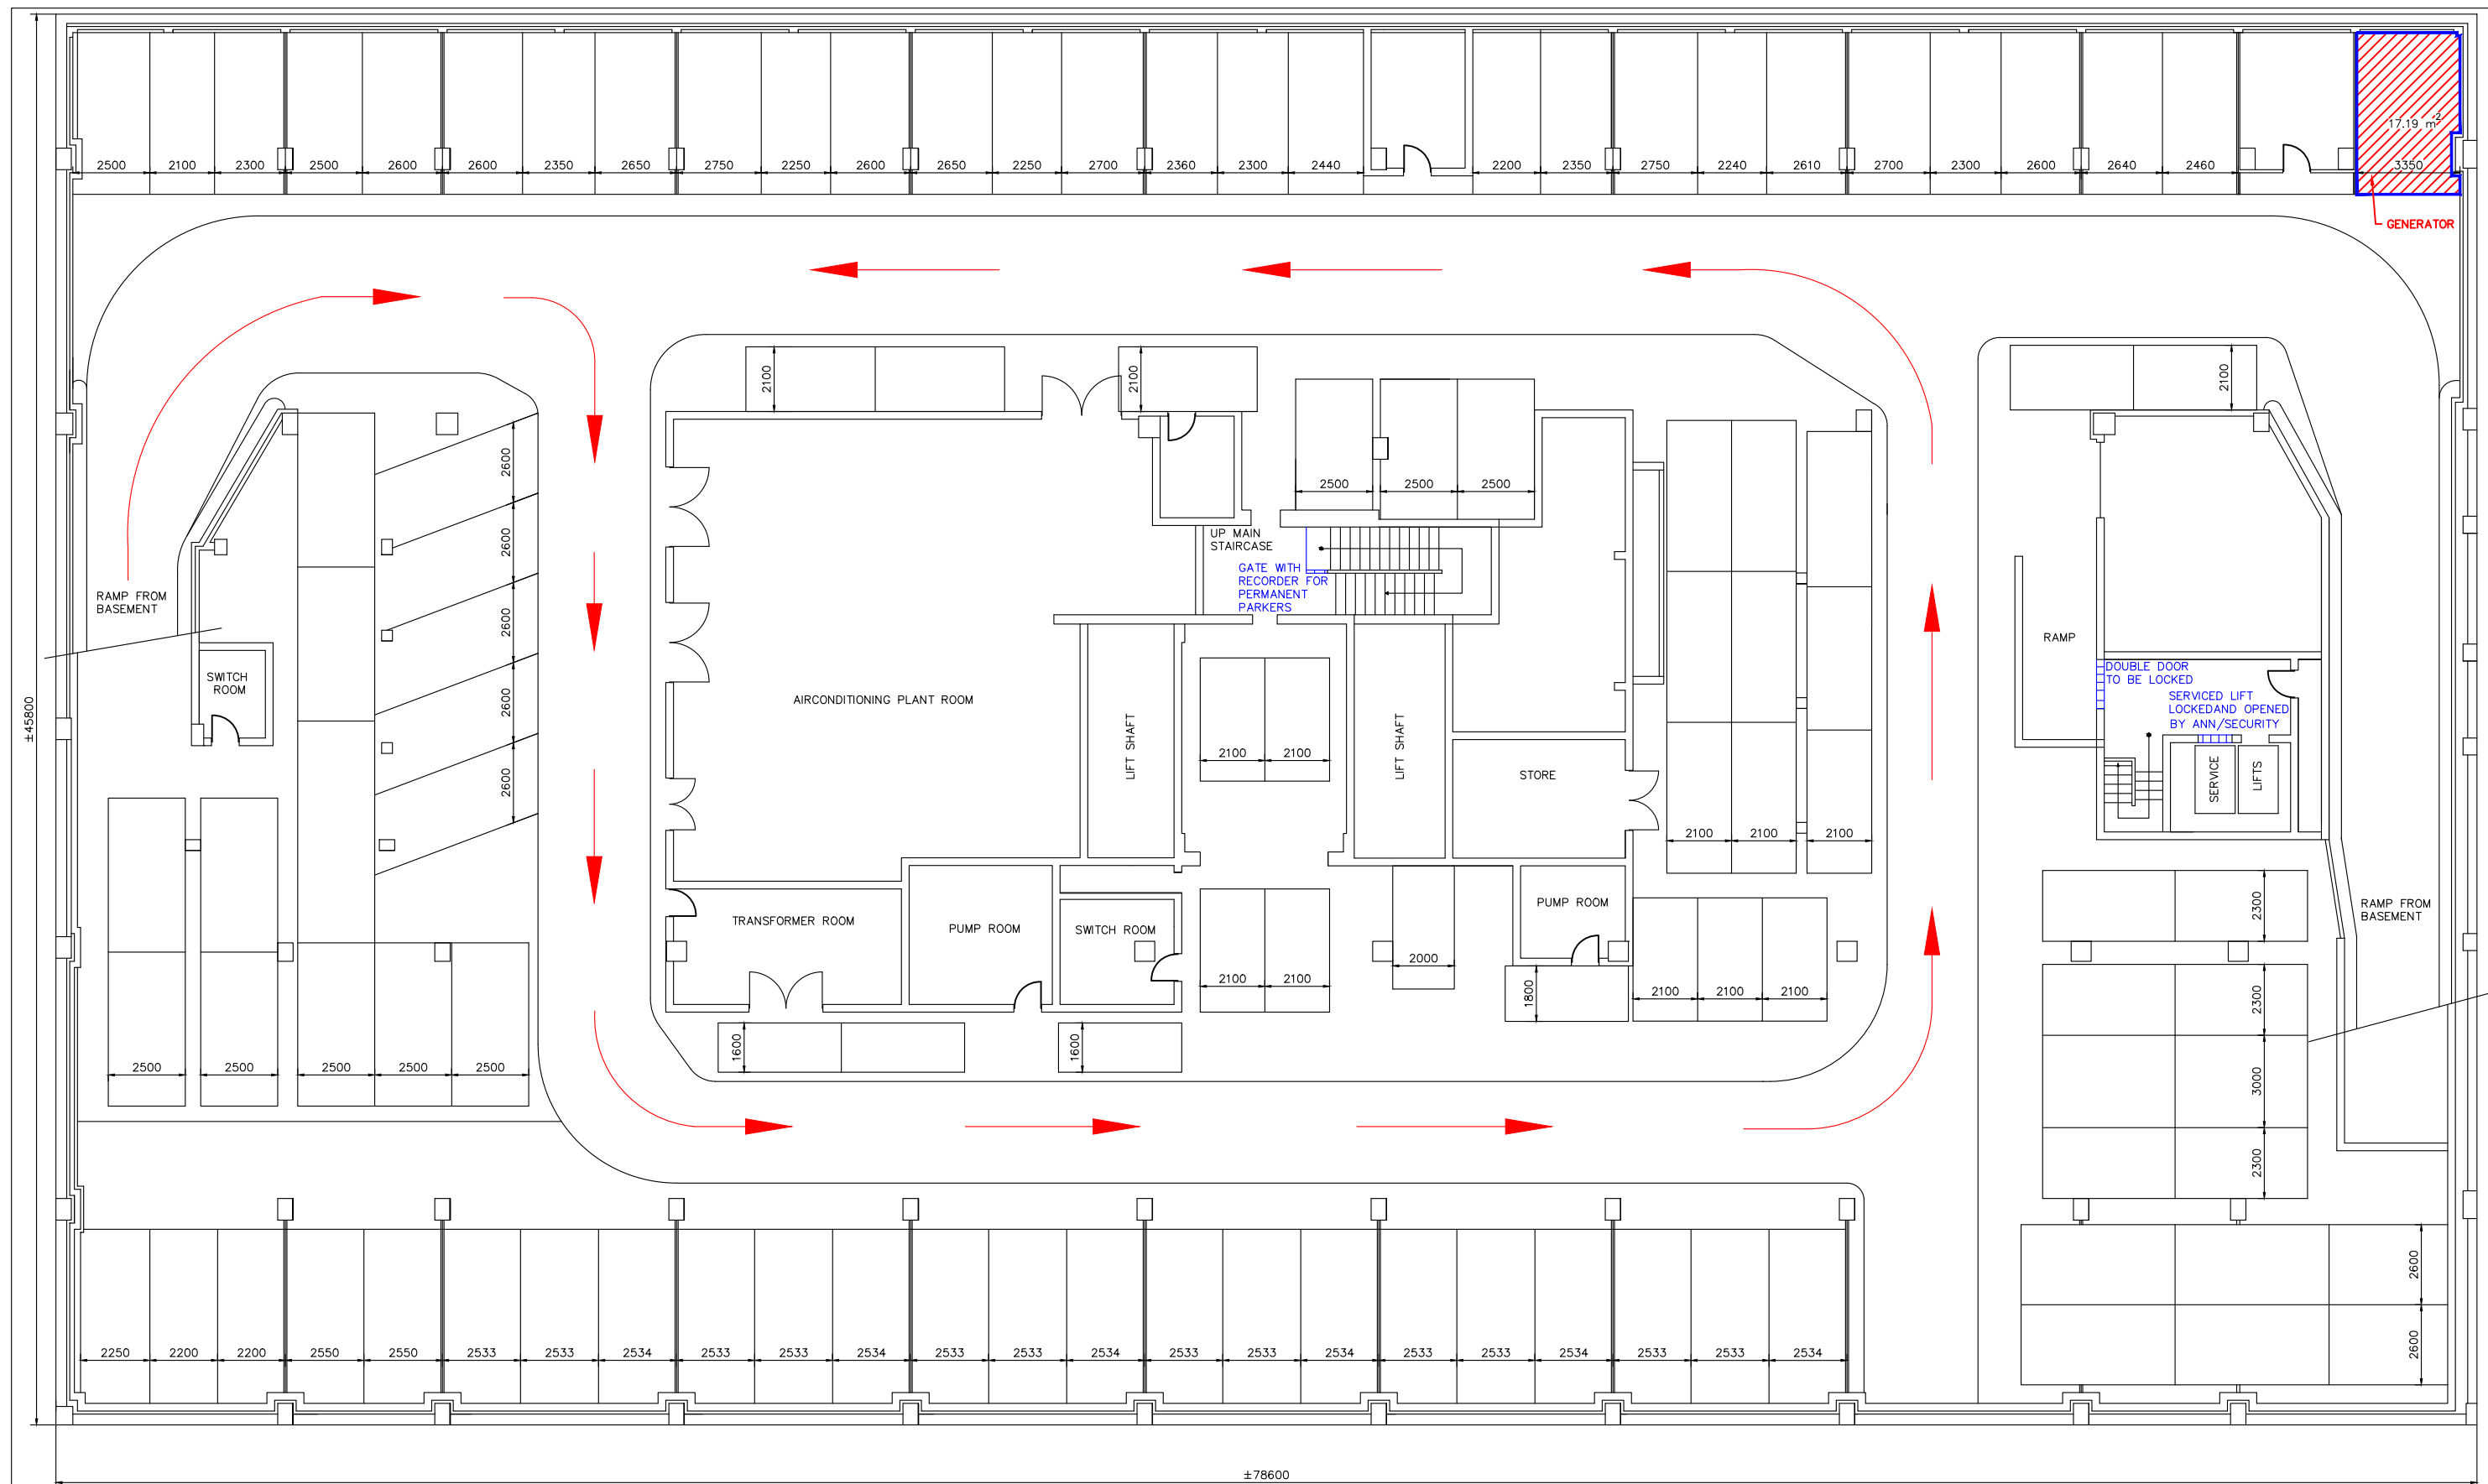 17.19 m²
2500 2100 2300 2500 2600 2600 2350 2650 2750 2250 2600 2650 2250 2700 2360 2300 2440 2200 2350 2750 2240 2610 2700 2300 2600 2640 2460 3350
GENERATOR
2100
2100
2100
2600
2600
2600
2600
2600
2500 2500 2500
UP MAIN
STAIRCASE
GATE WITH
RECORDER FOR
PERMANENT
PARKERS
RAMP FROM
BASEMENT
RAMP
DOUBLE DOOR
TO BE LOCKED
SERVICED LIFT
LOCKEDAND OPENED
BY ANN/SECURITY
SWITCH
ROOM
AIRCONDITIONING PLANT ROOM
LIFT SHAFT
LIFT SHAFT
2100 2100
STORE
SERVICE
LIFTS
±45800
2100 2100 2100
TRANSFORMER ROOM
PUMP ROOM
SWITCH ROOM
PUMP ROOM
2300
RAMP FROM
BASEMENT
2000
2100 2100
1800
2100 2100 2100
2300
1600
1600
2500 2500 2500 2500 2500
3000
2300
2600
2600
2250 2200 2200 2550 2550 2533 2533 2534 2533 2533 2534 2533 2533 2534 2533 2533 2534 2533 2533 2534 2533 2533 2534
±78600